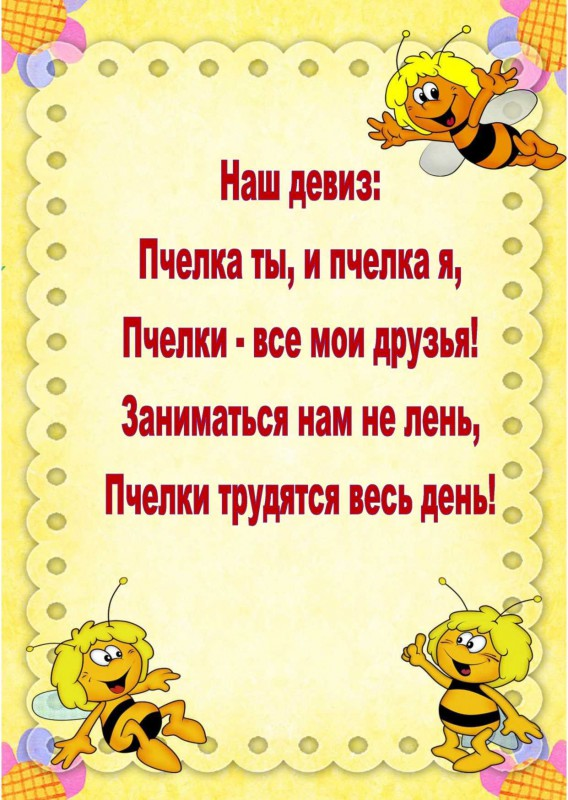 Наш девиз:
Пчелка ты, и пчелка я,
Пчелки - все мои друзья!
Заниматься нам не лень,
Пчелки трудятся весь день!